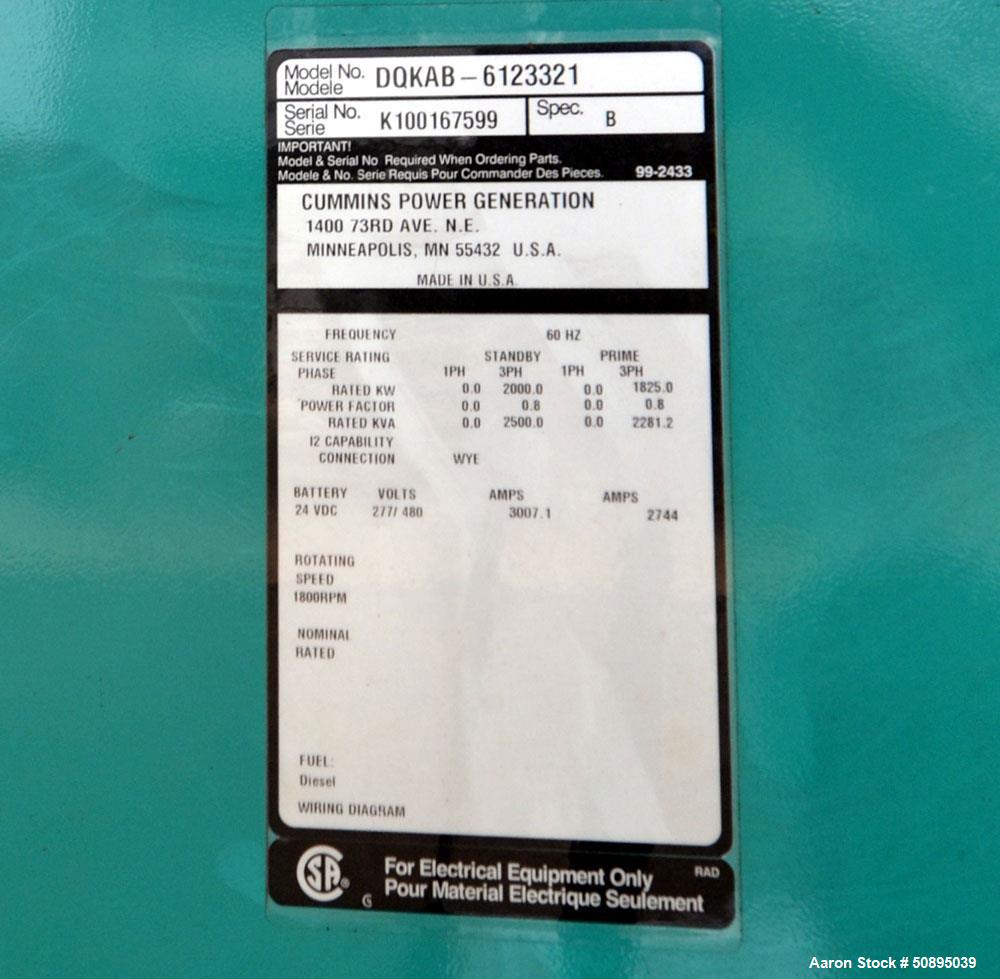 Model No. DQKAB – 6123321
Modele
Serial No. K100167599 Spec. B
Serie
IMPORTANT!
Model & Serial No Required When Ordering Parts.
Modele & No. Serie Requis Pour Commander Des Pieces. 99-2433
CUMMINS POWER GENERATION
1400 73RD AVE. N.E.
MINNEAPOLIS, MN 55432 U.S.A.
MADE IN U.S.A.
FREQUENCY 60 HZ
SERVICE RATING STANDBY PRIME
PHASE 1PH 3PH 1PH 3PH
RATED KW 0.0 2000.0 0.0 1825.0
POWER FACTOR 0.0 0.8 0.0 0.8
RATED KVA 0.0 2500.0 0.0 2281.2
I2 CAPABILITY
CONNECTION WYE
BATTERY VOLTS AMPS AMPS
24 VDC 277/ 480 3007.1 2744
ROTATING
SPEED
1800RPM
NOMINAL
RATED
FUEL:
Diesel
WIRING DIAGRAM
SA ® G For Electrical Equipment Only RAD
Pour Material Electrique Seulement
Aaron Stock # 50895039